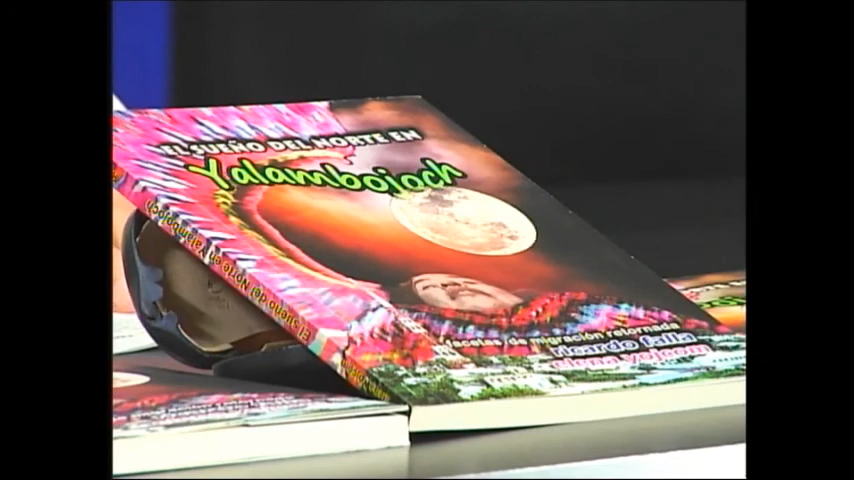 EL SUEÑO DEL NORTE EN
Yalambojoch
facetas de migración retornada
ricardo falla
elena yojcom
El sueño del Norte en Yalambojoch